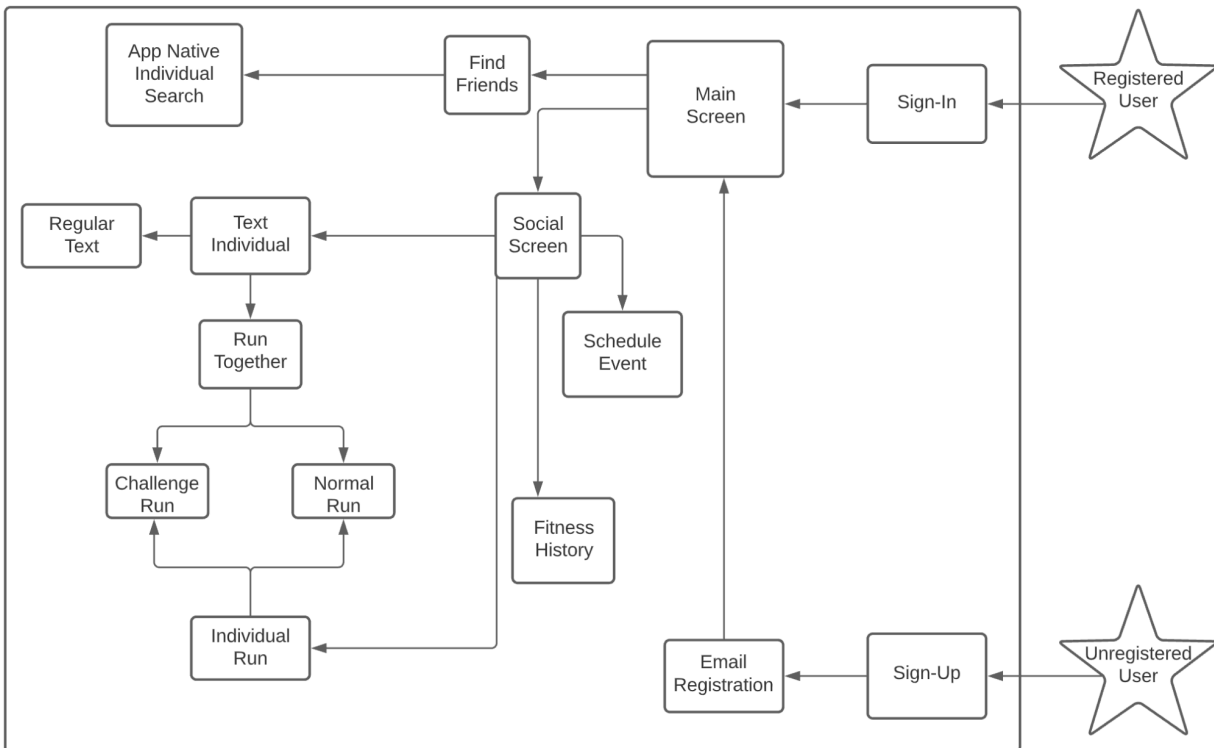 App Native
Individual
Search
Find
Friends
Main
Screen
Sign-In
Registered
User
Regular
Text
Text
Individual
Social
Screen
Run
Together
Schedule
Event
Challenge
Run
Normal
Run
Fitness
History
Individual
Run
Email
Registration
Sign-Up
Unregistered
User